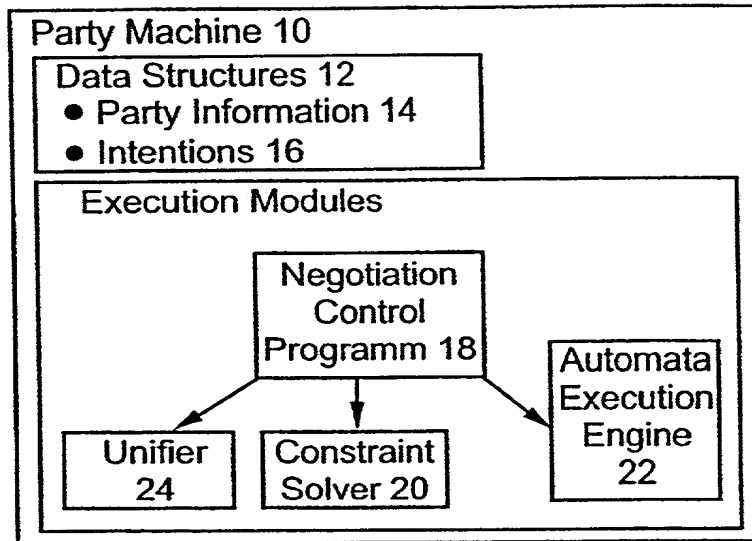 Party Machine 10
Data Structures 12
● Party Information 14
● Intentions 16
Execution Modules
Negotiation
Control
Programm 18
Unifier
24
Constraint
Solver 20
Automata
Execution
Engine
22